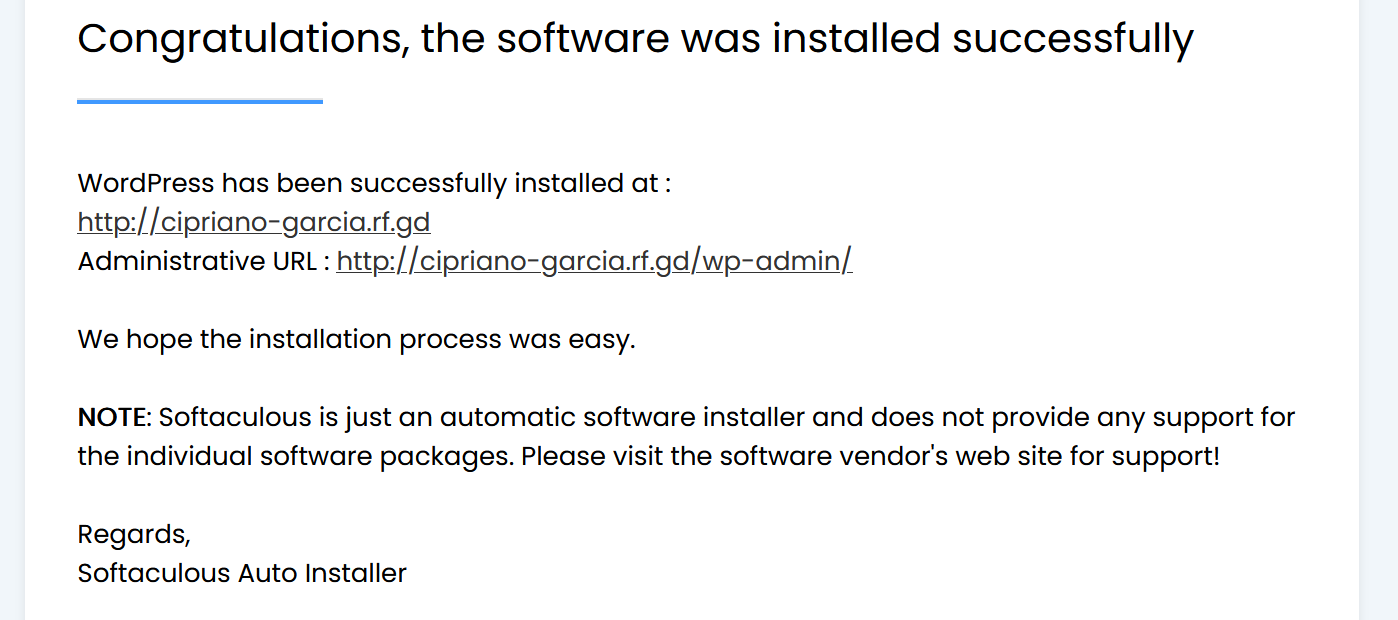 Congratulations, the software was installed successfully
WordPress has been successfully installed at :
http://cipriano-garcia.rf.gd
Administrative URL : http://cipriano-garcia.rf.gd/wp-admin/
We hope the installation process was easy.
NOTE: Softaculous is just an automatic software installer and does not provide any support for
the individual software packages. Please visit the software vendor's web site for support!
Regards,
Softaculous Auto Installer